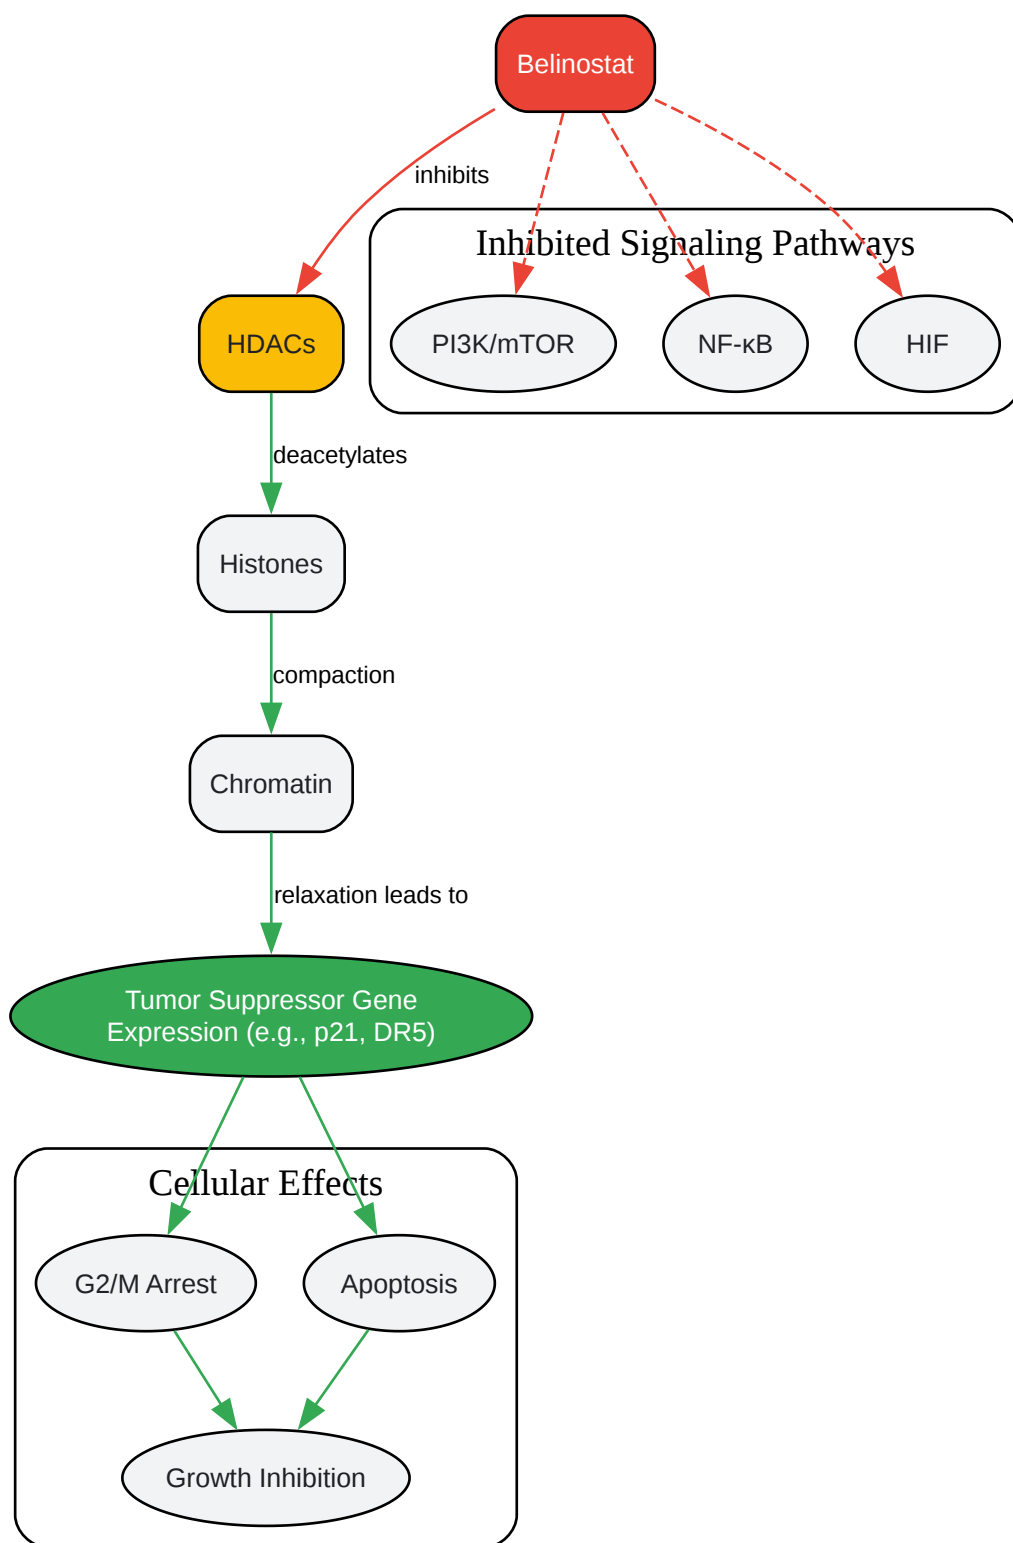 Belinostat
inhibits
Inhibited Signaling Pathways
HDACs
PI3K/mTOR
NF-κB
HIF
deacetylates
Histones
compaction
Chromatin
relaxation leads to
Tumor Suppressor Gene
Expression (e.g., p21, DR5)
Cellular Effects
G2/M Arrest
Apoptosis
Growth Inhibition